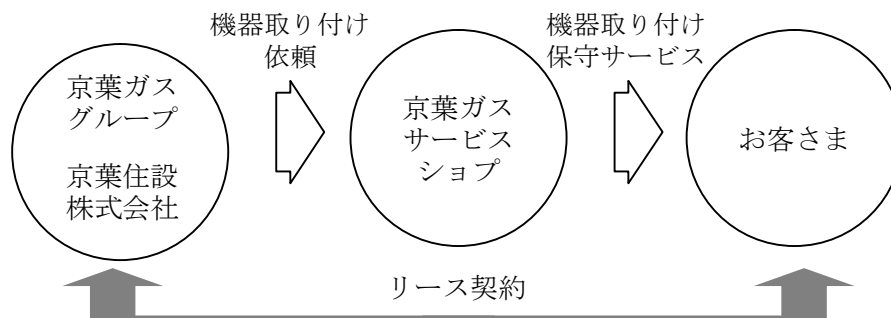 機器取り付け
依頼
機器取り付け
保守サービス
京葉ガス
グループ
京葉住設
株式会社
京葉ガス
サービス
ショプ
お客さま
リース契約